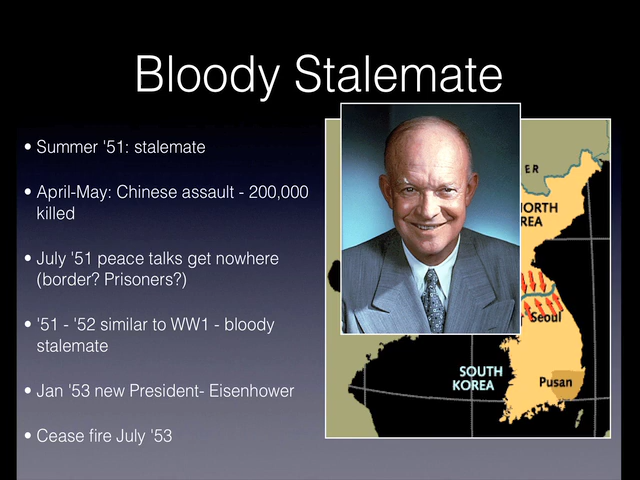 Bloody Stalemate
• Summer '51: stalemate
• April-May: Chinese assault - 200,000
killed
• July '51 peace talks get nowhere
(border? Prisoners?)
• '51 - '52 similar to WW1 - bloody
stalemate
• Jan '53 new President- Eisenhower
• Cease fire July '53
ER
ORTH
REA
Seoul
SOUTH
KOREA
Pusan